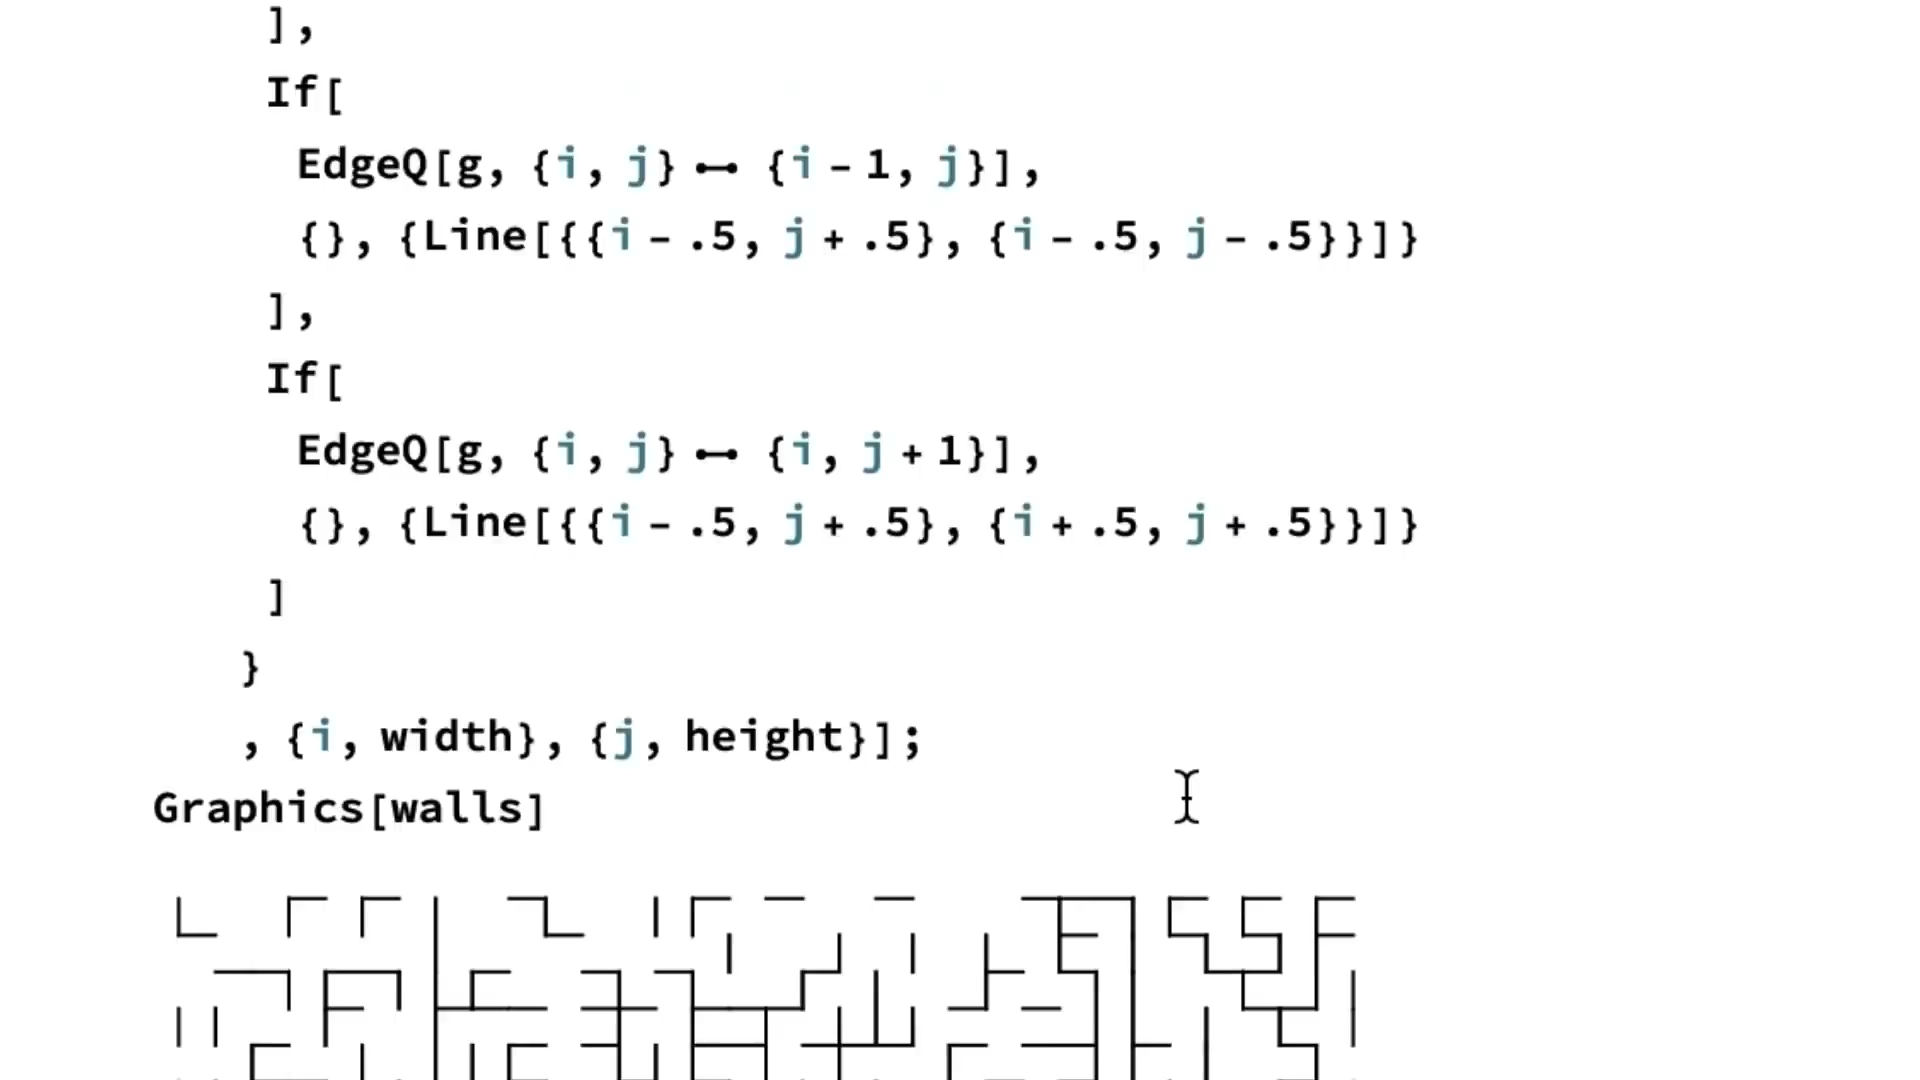 ],
If[
EdgeQ[g, {i, j} ⟷ {i - 1, j}],
{}, {Line[{{i - .5, j + .5}, {i - .5, j - .5}}]}
],
If[
EdgeQ[g, {i, j} ⟷ {i, j + 1}],
{}, {Line[{{i - .5, j + .5}, {i + .5, j + .5}}]}
]
}
, {i, width}, {j, height}];
Graphics[walls]